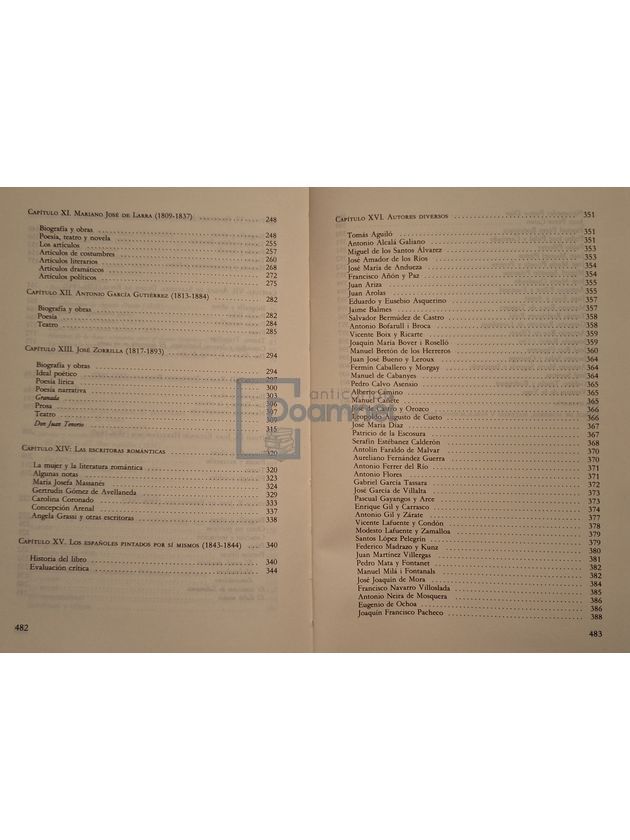 CAPÍTULO XI. MARIANO JOSÉ DE LARRA (1809-1837) 248
Biografía y obras 248
Poesía, teatro y novela 255
Los artículos 257
Artículos de costumbres 260
Artículos literarios 268
Artículos dramáticos 272
Artículos políticos 275
CAPÍTULO XII. ANTONIO GARCÍA GUTIÉRREZ (1813-1884) 282
Biografía y obras 282
Poesía 284
Teatro 285
CAPÍTULO XIII. JOSÉ ZORRILLA (1817-1893) 294
Biografía y obras 294
Ideal poético 297
Poesía lírica 300
Poesía narrativa 303
Granada 306
Prosa 307
Teatro 309
Don Juan Tenorio 315
CAPÍTULO XIV: LAS ESCRITORAS ROMÁNTICAS 320
La mujer y la literatura romántica 320
Algunas notas 323
María Josefa Massanés 324
Gertrudis Gómez de Avellaneda 329
Carolina Coronado 333
Concepción Arenal 337
Angela Grassi y otras escritoras 338
CAPÍTULO XV. LOS ESPAÑOLES PINTADOS POR SÍ MISMOS (1843-1844) 340
Historia del libro 340
Evaluación crítica 344
482
CAPÍTULO XVI. AUTORES DIVERSOS 351
Tomás Aguiló 351
Antonio Alcalá Galiano 351
Miguel de los Santos Álvarez 353
José Amador de los Ríos 353
José María de Andueza 354
Francisco Añón y Paz 354
Juan Ariza 355
Juan Arolas 355
Eduardo y Eusebio Asquerino 357
Jaime Balmes 357
Salvador Bermúdez de Castro 358
Antonio Bofarull i Broca 358
Vicente Boix y Ricarte 359
Joaquín María Bover i Roselló 359
Manuel Bretón de los Herreros 360
Juan José Bueno y Leroux 364
Fermín Caballero y Morgay 364
Manuel de Cabanyes 364
Pedro Calvo Asensio 365
Alberto Camino 365
Manuel Cañete 365
José Castro y Orozco 366
Leopoldo Augusto de Cueto 366
José María Díaz 367
Patricio de la Escosura 367
Serafín Estébanez Calderón 368
Antolín Faraldo de Malvar 370
Aureliano Fernández Guerra 370
Antonio Ferrer del Río 371
Antonio Flores 371
Gabriel García Tassara 372
José García de Villalta 373
Pascual Gayangos y Arce 373
Enrique Gil y Carrasco 374
Antonio Gil y Zárate 377
Vicente Lafuente y Condón 378
Modesto Lafuente y Zamalloa 379
Santos López Pelegrín 379
Federico Madrazo y Kunz 380
Juan Martínez Villergas 381
Pedro Mata y Fontanet 382
Manuel Milà i Fontanals 382
José Joaquín de Mora 384
Francisco Navarro Villoslada 385
Antonio Neira de Mosquera 386
Eugenio de Ochoa 386
Joaquín Francisco Pacheco 388
483